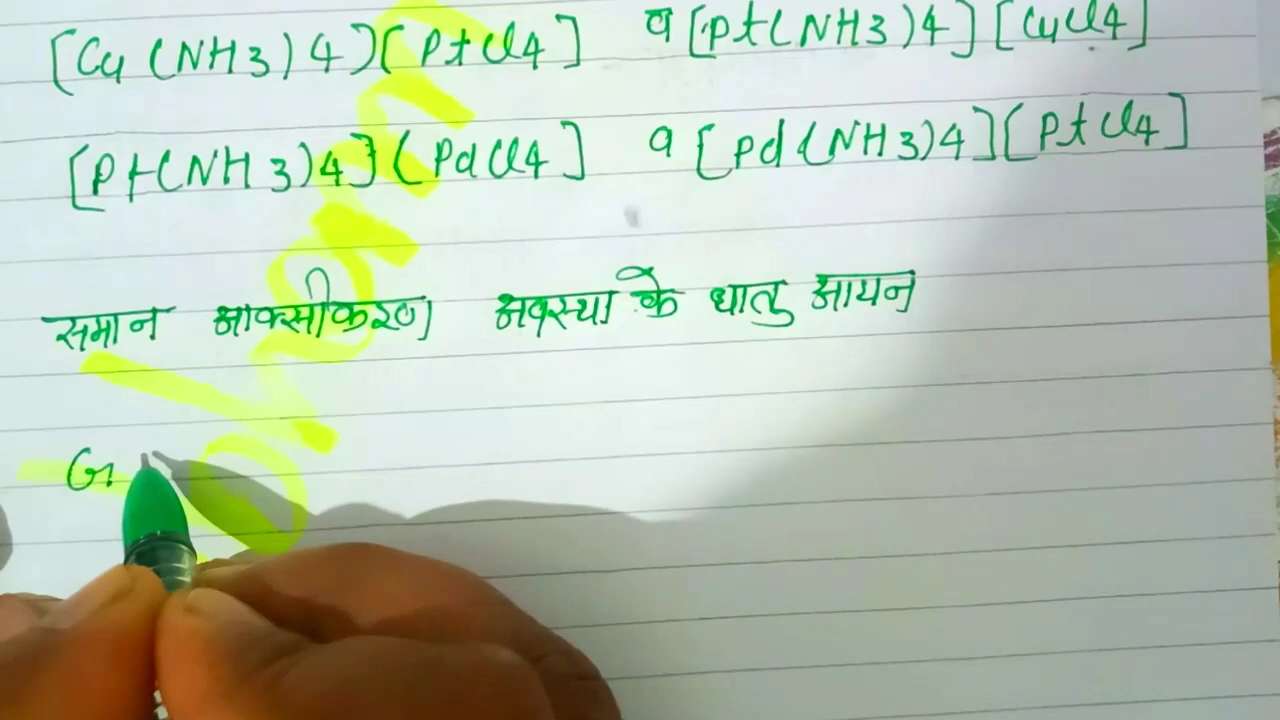 [Cu (NH3)4)[PtCl4] व [Pt(NH3)4][CuCl4]
[Pt(NH3)4](PdCl4] व [Pd(NH3)4][PtCl4]
समान आक्सीकरण अवस्था के धातु आयन